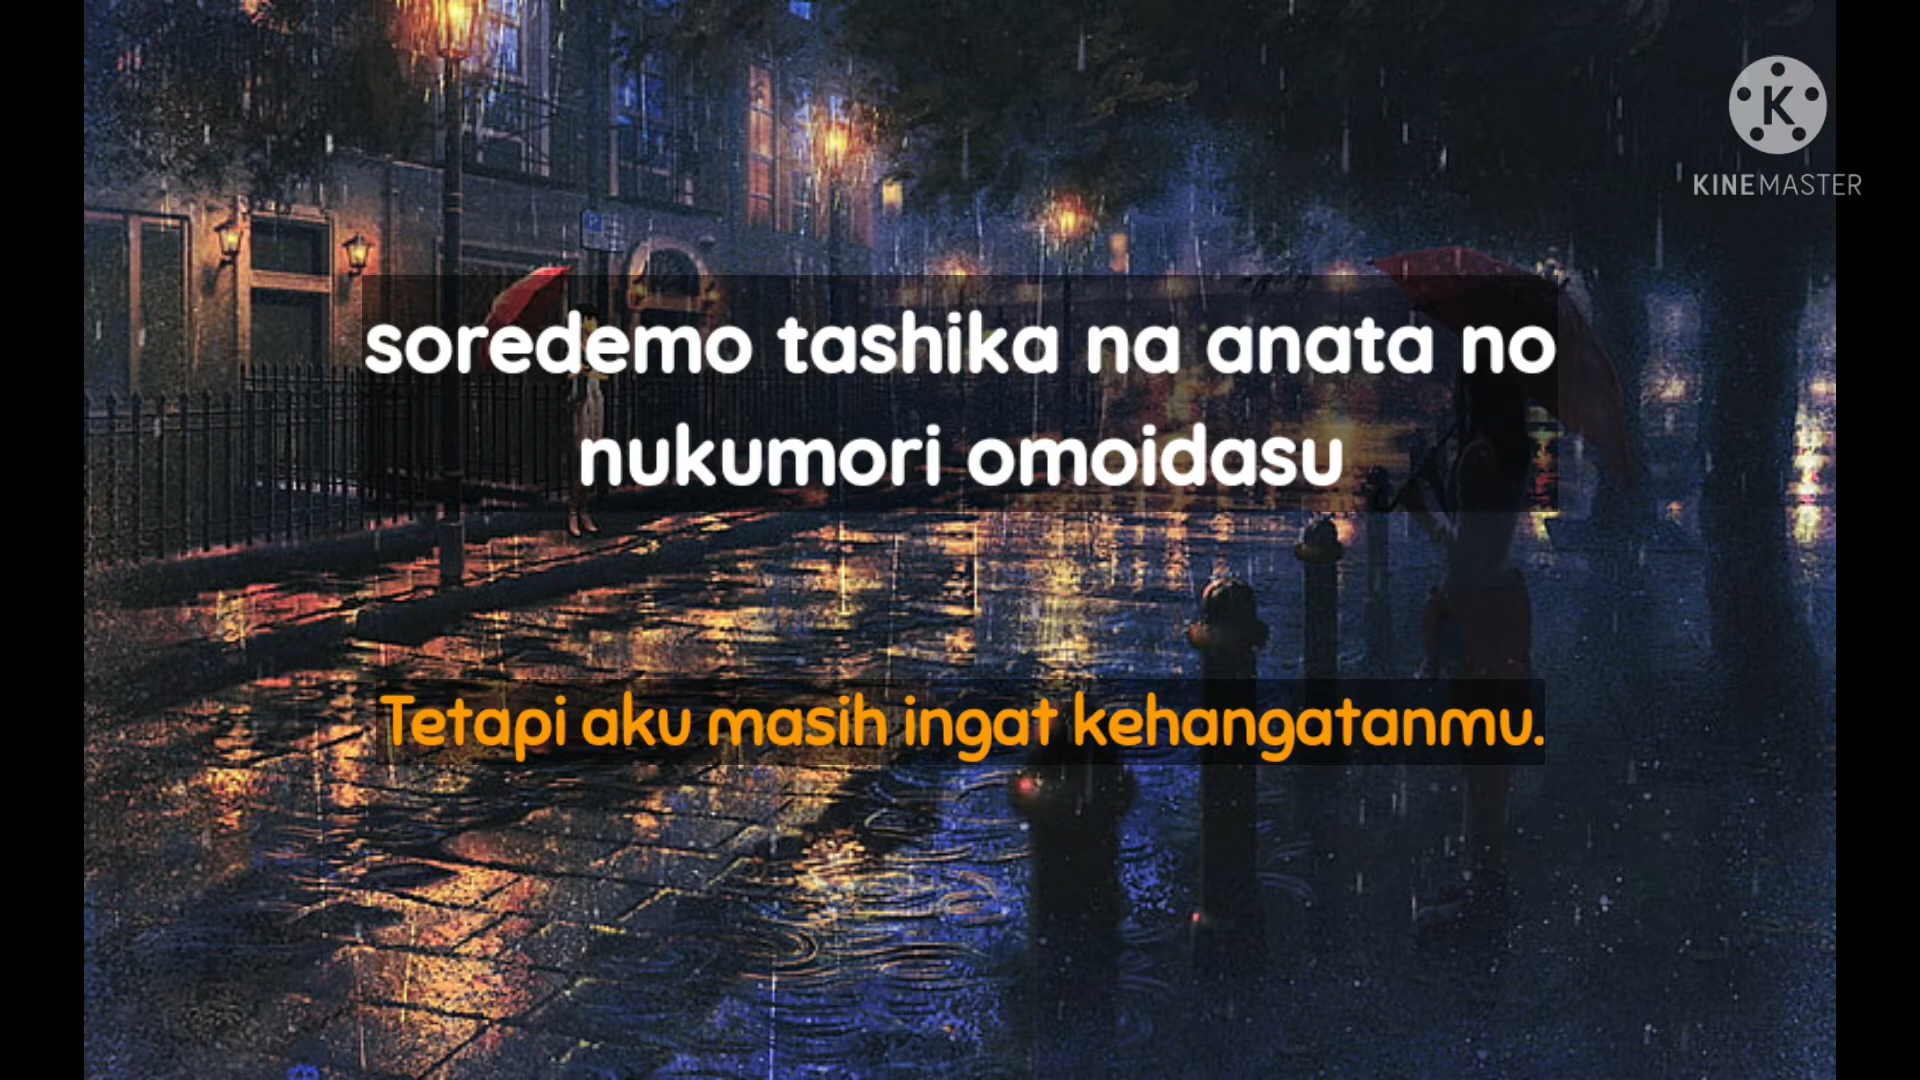 K
KINEMASTER
soredemo tashika na anata no
nukumori omoidasu
Tetapi aku masih ingat kehangatanmu.